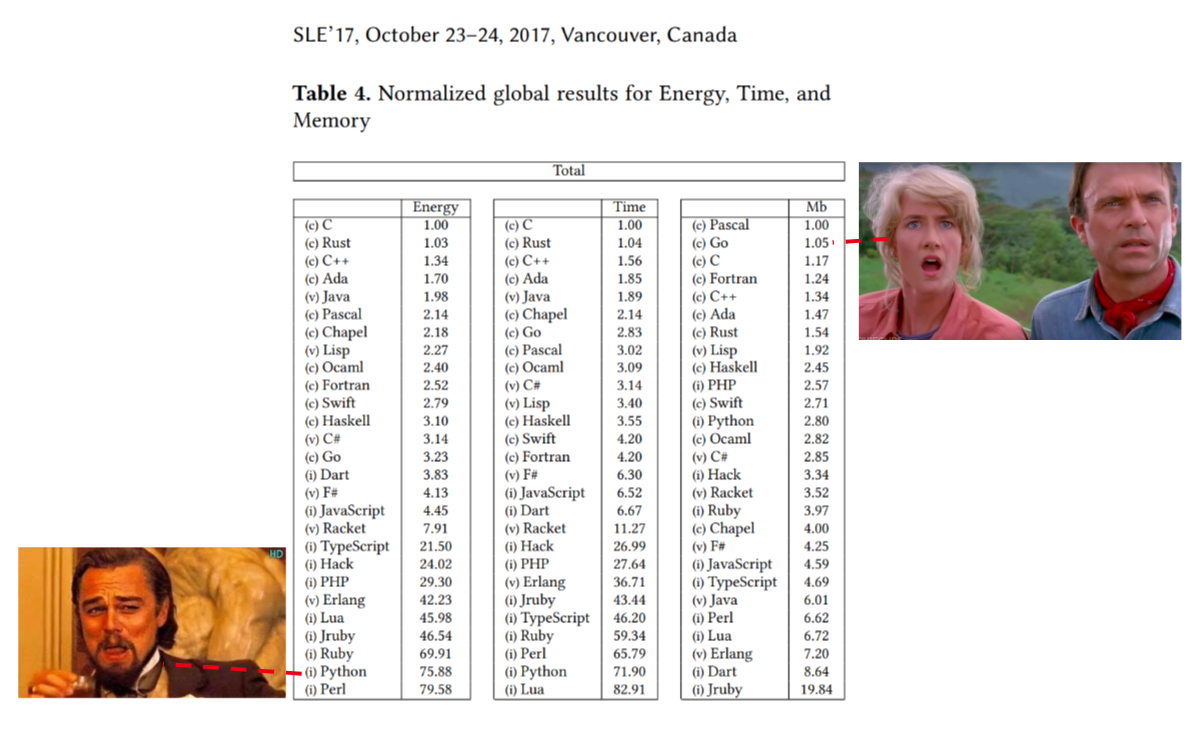 SLE'17, October 23–24, 2017, Vancouver, Canada
Table 4. Normalized global results for Energy, Time, and
Memory
Total
Energy
(c) C 1.00
(c) Rust 1.03
(c) C++ 1.34
(c) Ada 1.70
(v) Java 1.98
(c) Pascal 2.14
(c) Chapel 2.18
(v) Lisp 2.27
(c) Ocaml 2.40
(c) Fortran 2.52
(c) Swift 2.79
(c) Haskell 3.10
(v) C# 3.14
(c) Go 3.23
(i) Dart 3.83
(v) F# 4.13
(i) JavaScript 4.45
(v) Racket 7.91
(i) TypeScript 21.50
(i) Hack 24.02
(i) PHP 29.30
(v) Erlang 42.23
(i) Lua 45.98
(i) Jruby 46.54
(i) Ruby 69.91
(i) Python 75.88
(i) Perl 79.58
Time
(c) C 1.00
(c) Rust 1.04
(c) C++ 1.56
(c) Ada 1.85
(v) Java 1.89
(c) Chapel 2.14
(c) Go 2.83
(c) Pascal 3.02
(c) Ocaml 3.09
(v) C# 3.14
(v) Lisp 3.40
(c) Haskell 3.55
(c) Swift 4.20
(c) Fortran 4.20
(v) F# 6.30
(i) JavaScript 6.52
(i) Dart 6.67
(v) Racket 11.27
(i) Hack 26.99
(i) PHP 27.64
(v) Erlang 36.71
(i) Jruby 43.44
(i) TypeScript 46.20
(i) Ruby 59.34
(i) Perl 65.79
(i) Python 71.90
(i) Lua 82.91
Mb
(c) Pascal 1.00
(c) Go 1.05
(c) C 1.17
(c) Fortran 1.24
(c) C++ 1.34
(c) Ada 1.47
(c) Rust 1.54
(v) Lisp 1.92
(c) Haskell 2.45
(i) PHP 2.57
(c) Swift 2.71
(i) Python 2.80
(c) Ocaml 2.82
(v) C# 2.85
(i) Hack 3.34
(v) Racket 3.52
(i) Ruby 3.97
(c) Chapel 4.00
(v) F# 4.25
(i) JavaScript 4.59
(i) TypeScript 4.69
(v) Java 6.01
(i) Perl 6.62
(i) Lua 6.72
(v) Erlang 7.20
(i) Dart 8.64
(i) Jruby 19.84
HD